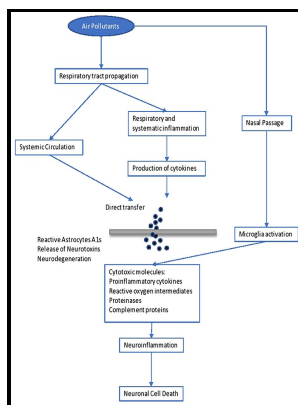 Air Pollutants
Respiratory tract propagation
Respiratory and
systematic inflammation
Nasal Passage
Systemic Circulation
Production of cytokines
Direct transfer
Reactive Astrocytes A1s
Release of Neurotoxins
Neurodegeneration
Microglia activation
Cytotoxic molecules:
Proinflammatory cytokines
Reactive oxygen intermediates
Proteinases
Complement proteins
Neuroinflammation
Neuronal Cell Death